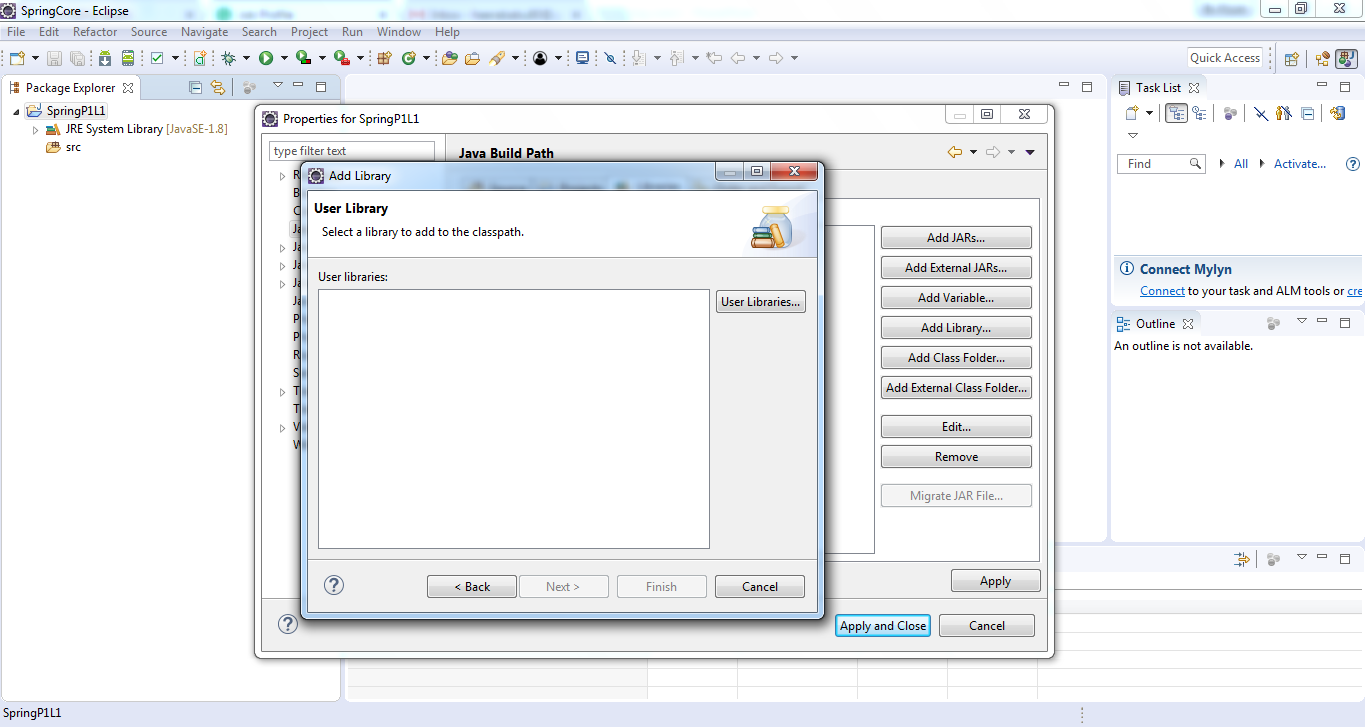 SpringCore - Eclipse
File Edit Refactor Source Navigate Search Project Run Window Help
Quick Access
Package Explorer
SpringP1L1
JRE System Library [JavaSE-1.8]
src
Properties for SpringP1L1
type filter text
Java Build Path
Add Library
User Library
Select a library to add to the classpath.
User libraries:
User Libraries...
< Back Next > Finish Cancel
Add JARs...
Add External JARs...
Add Variable...
Add Library...
Add Class Folder...
Add External Class Folder...
Edit...
Remove
Migrate JAR File...
Apply
Apply and Close Cancel
Task List
Find All Activate...
Connect Mylyn
Connect to your task and ALM tools or cre
Outline
An outline is not available.
SpringP1L1